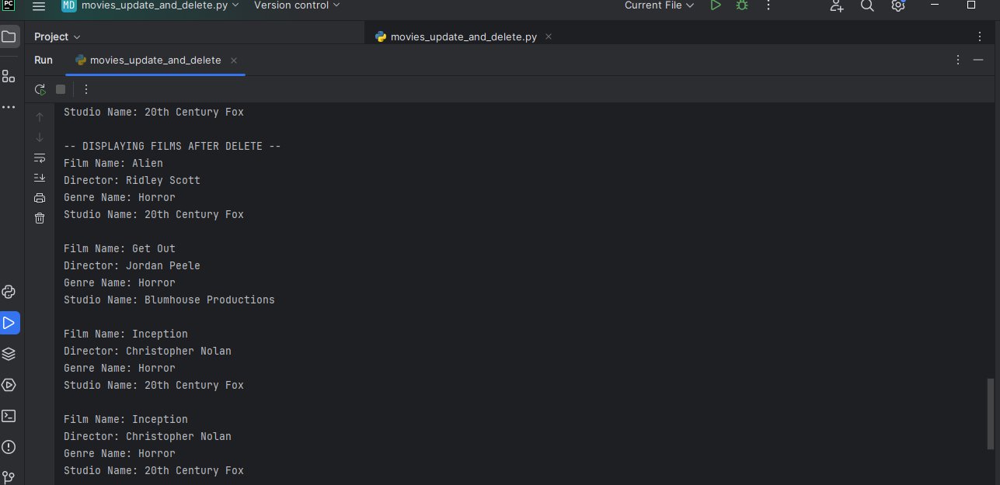 PC
MD movies_update_and_delete.py Version control Current File
Project
movies_update_and_delete.py
Run movies_update_and_delete
Studio Name: 20th Century Fox
-- DISPLAYING FILMS AFTER DELETE --
Film Name: Alien
Director: Ridley Scott
Genre Name: Horror
Studio Name: 20th Century Fox
Film Name: Get Out
Director: Jordan Peele
Genre Name: Horror
Studio Name: Blumhouse Productions
Film Name: Inception
Director: Christopher Nolan
Genre Name: Horror
Studio Name: 20th Century Fox
Film Name: Inception
Director: Christopher Nolan
Genre Name: Horror
Studio Name: 20th Century Fox